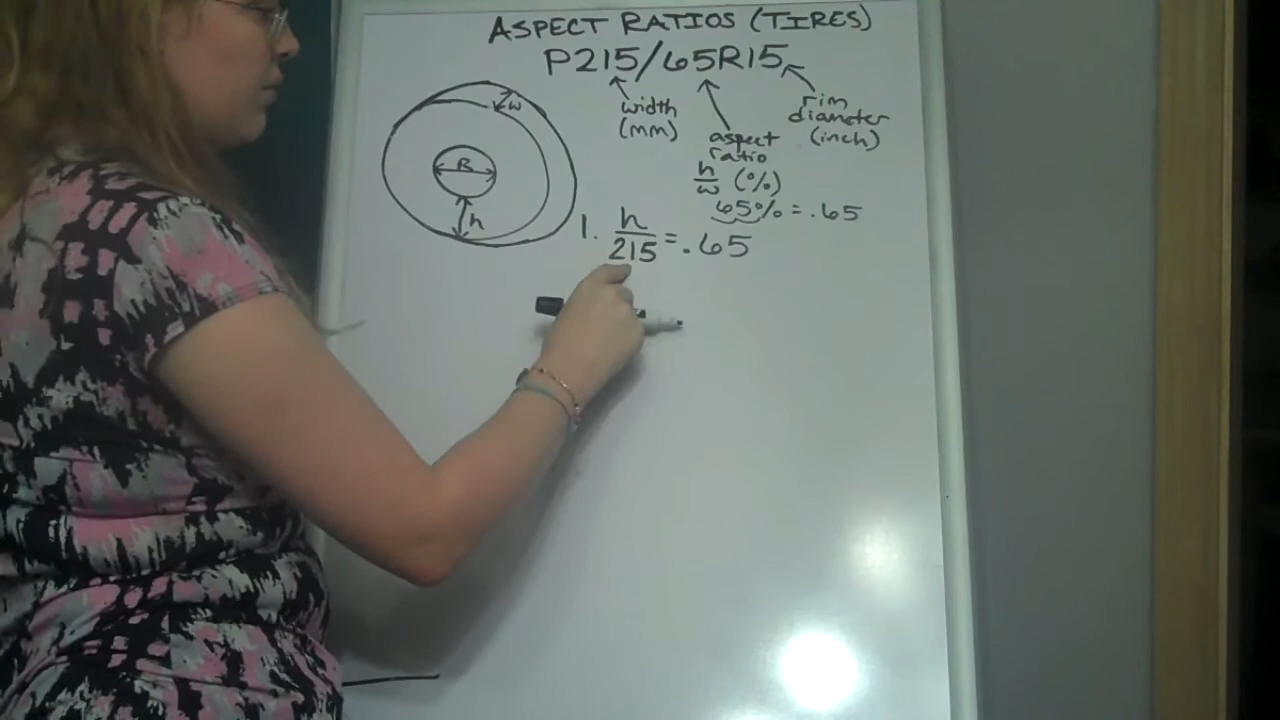 ASPECT RATIOS (TIRES)
P215/65R15
width
(mm)
aspect
ratio
h/w (%)
65% = .65
rim
diameter
(inch)
w
R
h
1. h/215 = .65